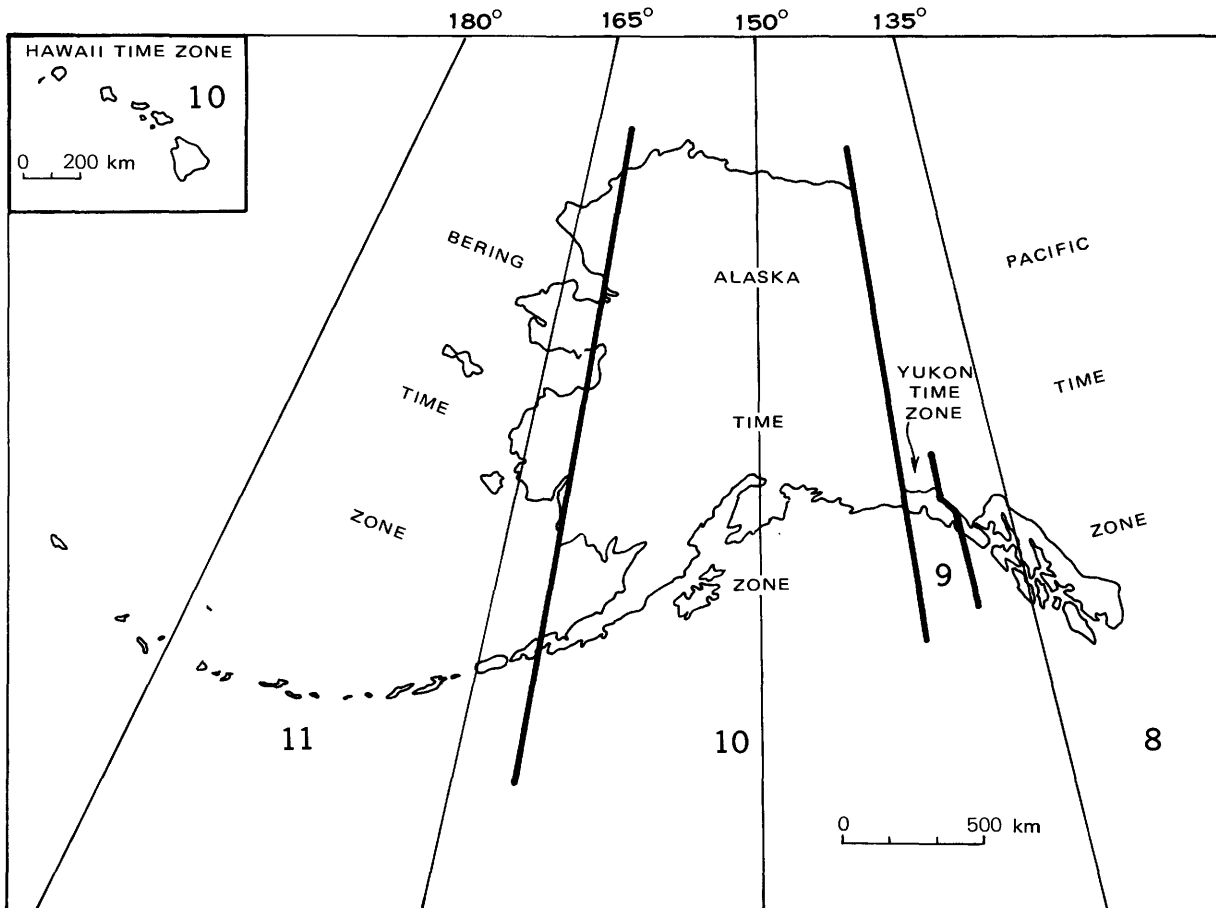 180° 165° 150° 135°
HAWAII TIME ZONE
10
0 200 km
BERING
TIME
ZONE
ALASKA
TIME
ZONE
PACIFIC
TIME
ZONE
YUKON
TIME
ZONE
9
11
10
8
0 500 km